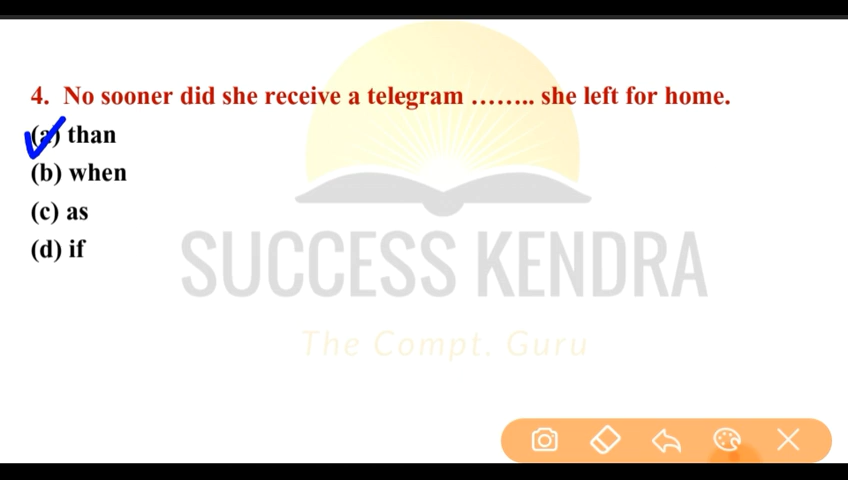 4. No sooner did she receive a telegram …….. she left for home.
(a) than
(b) when
(c) as
(d) if
SUCCESS KENDRA
The Compt. Guru